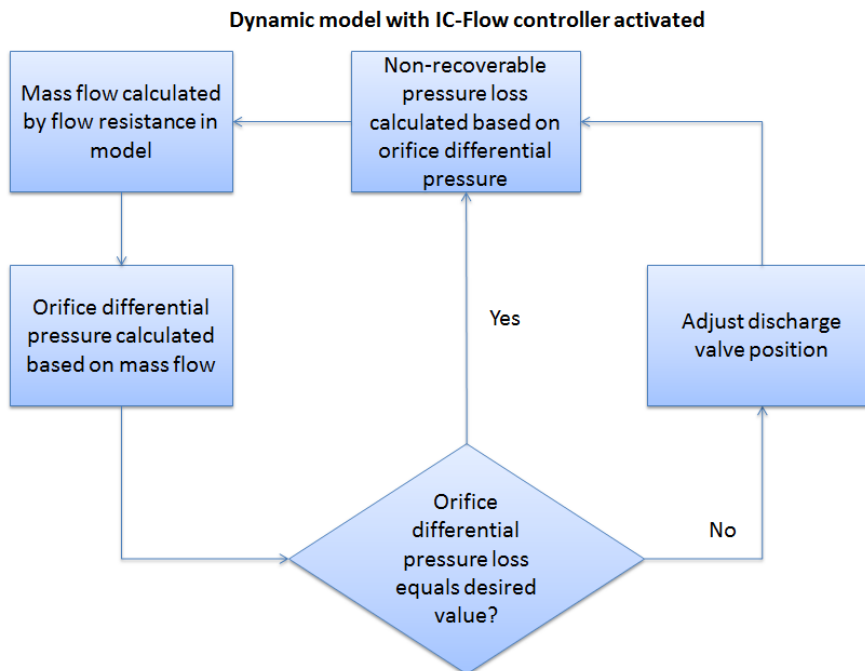 Dynamic model with IC-Flow controller activated
Mass flow calculated
by flow resistance in
model
Non-recoverable
pressure loss
calculated based on
orifice differential
pressure
Orifice differential
pressure calculated
based on mass flow
Yes
Adjust discharge
valve position
Orifice
differential
pressure loss
equals desired
value?
No